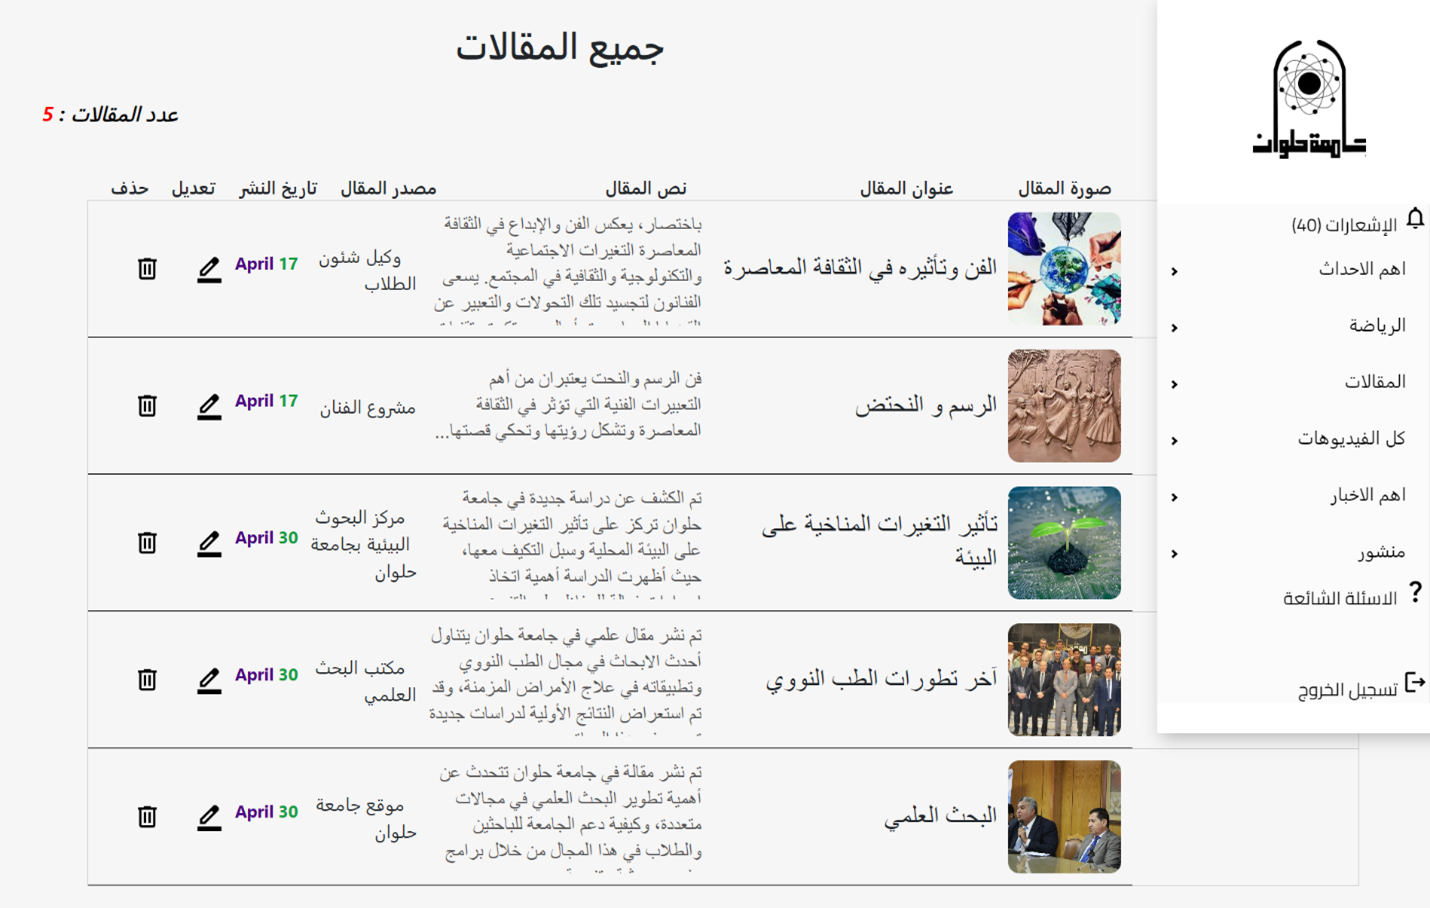 جميع المقالات
عدد المقالات : 5
جامعة حلوان
الإشعارات (40)
اهم الاحداث
الرياضة
المقالات
كل الفيديوهات
اهم الاخبار
منشور
الاسئلة الشائعة
تسجيل الخروج
صورة المقال عنوان المقال نص المقال مصدر المقال تاريخ النشر تعديل حذف
الفن وتأثيره في الثقافة المعاصرة
باختصار، يعكس الفن والإبداع في الثقافة
المعاصرة التغيرات الاجتماعية
والتكنولوجية والثقافية في المجتمع. يسعى
الفنانون لتجسيد تلك التحولات والتعبير عن
وكيل شئون
الطلاب
April 17
الرسم و النحتض
فن الرسم والنحت يعتبران من أهم
التعبيرات الفنية التي تؤثر في الثقافة
المعاصرة وتشكل رؤيتها وتحكي قصتها...
مشروع الفنان
April 17
تأثير التغيرات المناخية على
البيئة
تم الكشف عن دراسة جديدة في جامعة
حلوان تركز على تأثير التغيرات المناخية
على البيئة المحلية وسبل التكيف معها،
حيث أظهرت الدراسة أهمية اتخاذ
مركز البحوث
البيئية بجامعة
حلوان
April 30
آخر تطورات الطب النووي
تم نشر مقال علمي في جامعة حلوان يتناول
أحدث الابحاث في مجال الطب النووي
وتطبيقاته في علاج الأمراض المزمنة، وقد
تم استعراض النتائج الأولية لدراسات جديدة
مكتب البحث
العلمي
April 30
البحث العلمي
تم نشر مقالة في جامعة حلوان تتحدث عن
أهمية تطوير البحث العلمي في مجالات
متعددة، وكيفية دعم الجامعة للباحثين
والطلاب في هذا المجال من خلال برامج
موقع جامعة
حلوان
April 30